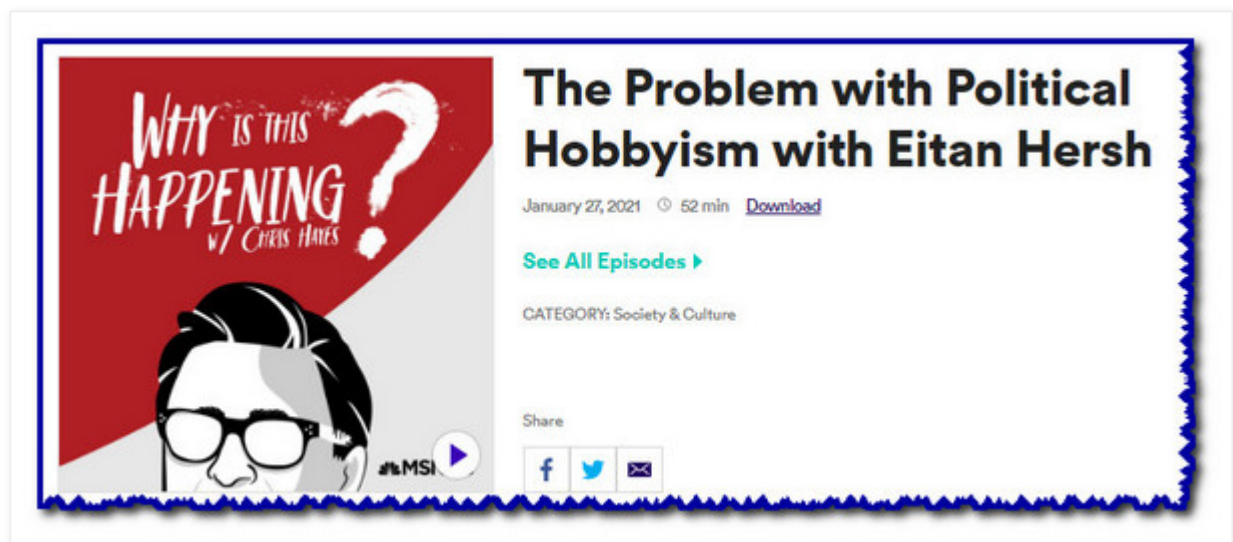 WHY IS THIS
HAPPENING?
W/ CHRIS HAYES
The Problem with Political
Hobbyism with Eitan Hersh
January 27, 2021 52 min Download
See All Episodes
CATEGORY: Society & Culture
Share